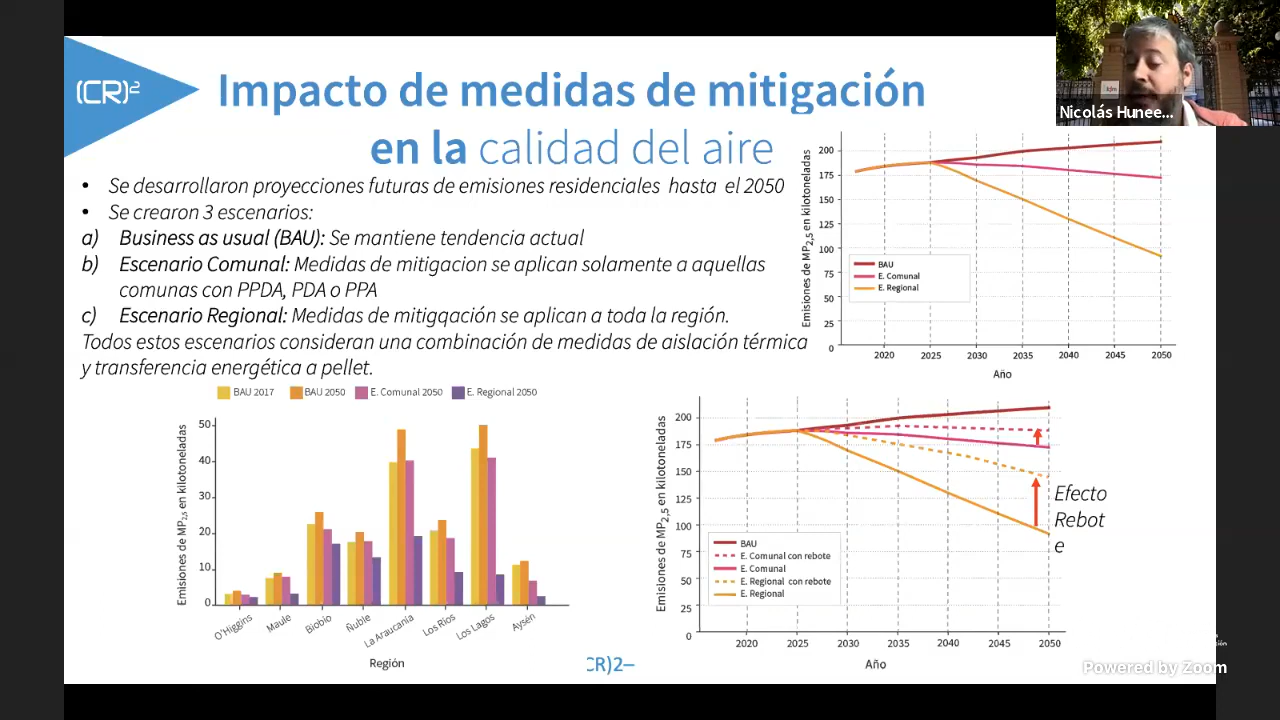 (CR)²
Impacto de medidas de mitigación
en la calidad del aire
Nicolás Hunee...
• Se desarrollaron proyecciones futuras de emisiones residenciales hasta el 2050
• Se crearon 3 escenarios:
a) Business as usual (BAU): Se mantiene tendencia actual
b) Escenario Comunal: Medidas de mitigacion se aplican solamente a aquellas
comunas con PPDA, PDA o PPA
c) Escenario Regional: Medidas de mitigqación se aplican a toda la región.
Todos estos escenarios consideran una combinación de medidas de aislación térmica
y transferencia energética a pellet.
Emisiones de MP2,5 en kilotoneladas
200
175
150
125
100
75
50
25
0
BAU
E. Comunal
E. Regional
2020 2025 2030 2035 2040 2045 2050
Año
BAU 2017 BAU 2050 E. Comunal 2050 E. Regional 2050
Emisiones de MP2,5 en kilotoneladas
50
40
30
20
10
0
O'Higgins Maule Biobío Ñuble La Araucanía Los Ríos Los Lagos Aysén
Región
Emisiones de MP2,5 en kilotoneladas
200
175
150
125
100
75
50
25
0
BAU
E. Comunal con rebote
E. Comunal
E. Regional con rebote
E. Regional
2020 2025 2030 2035 2040 2045 2050
Año
Efecto
Rebot
e
CR)2—
Powered by Zoom